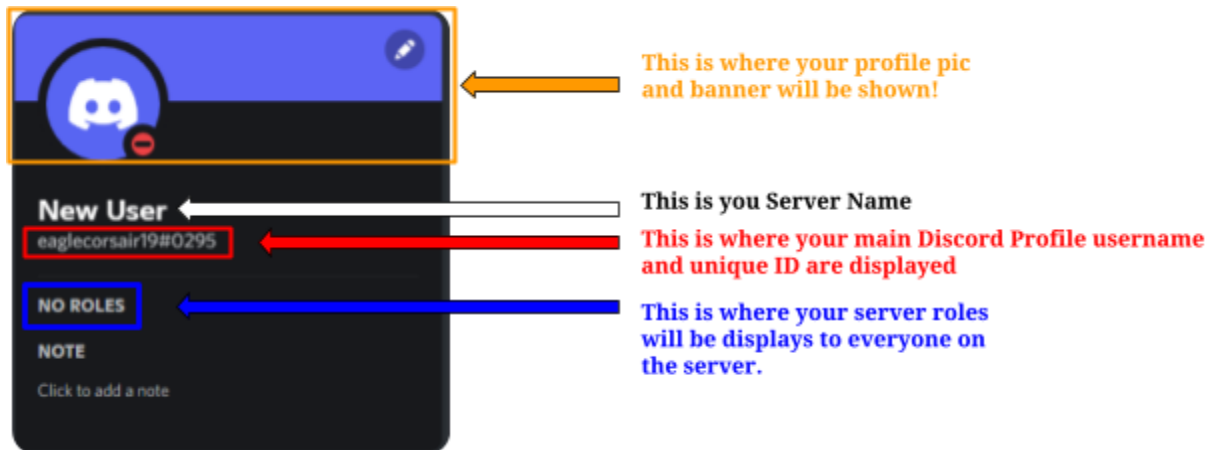 This is where your profile pic
and banner will be shown!
New User
This is you Server Name
eaglecorsair19#0295
This is where your main Discord Profile username
and unique ID are displayed
NO ROLES
This is where your server roles
will be displays to everyone on
the server.
NOTE
Click to add a note